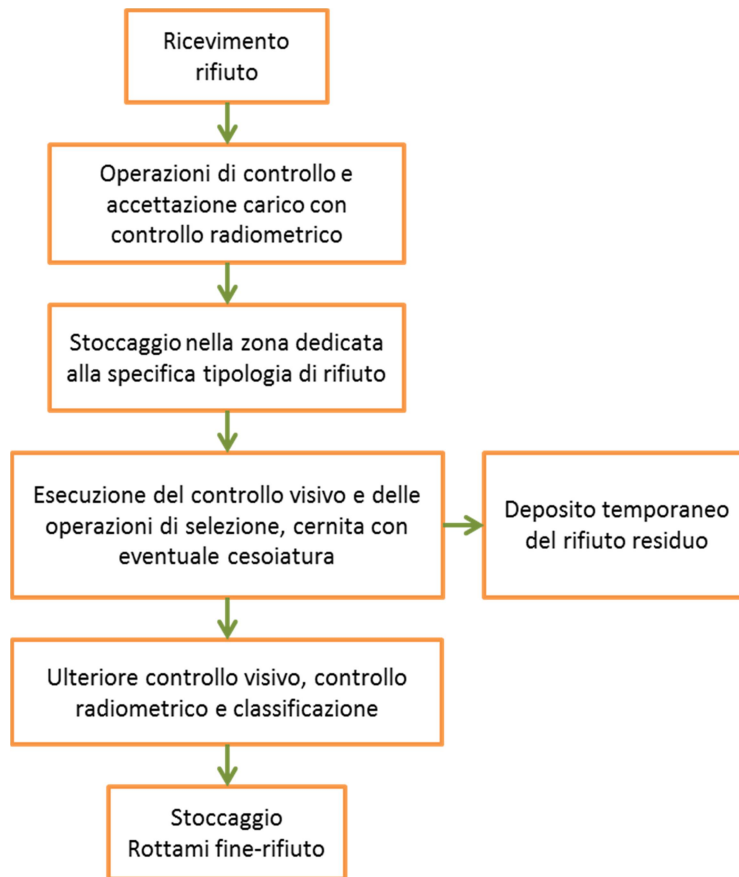 Ricevimento
rifiuto
Operazioni di controllo e
accettazione carico con
controllo radiometrico
Stoccaggio nella zona dedicata
alla specifica tipologia di rifiuto
Esecuzione del controllo visivo e delle
operazioni di selezione, cernita con
eventuale cesoiatura
Deposito temporaneo
del rifiuto residuo
Ulteriore controllo visivo, controllo
radiometrico e classificazione
Stoccaggio
Rottami fine-rifiuto